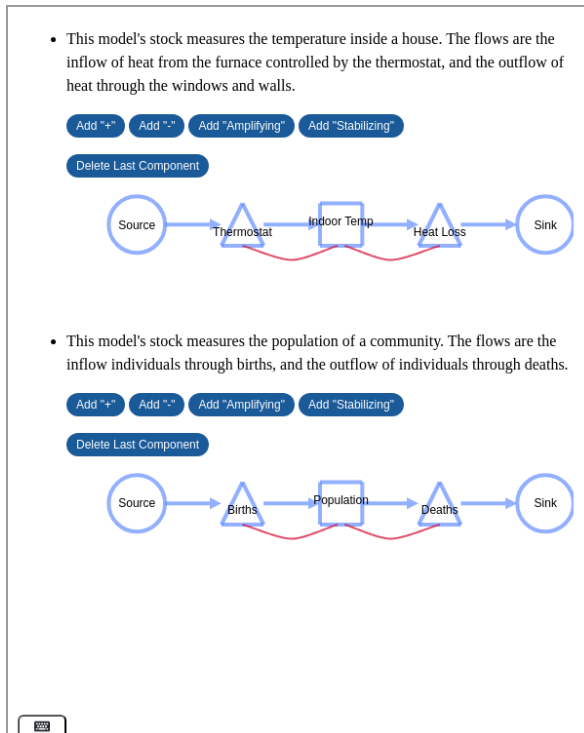 This model's stock measures the temperature inside a house. The flows are the
inflow of heat from the furnace controlled by the thermostat, and the outflow of
heat through the windows and walls.
Add "+" Add "-" Add "Amplifying" Add "Stabilizing"
Delete Last Component
Source Thermostat Indoor Temp Heat Loss Sink
This model's stock measures the population of a community. The flows are the
inflow individuals through births, and the outflow of individuals through deaths.
Add "+" Add "-" Add "Amplifying" Add "Stabilizing"
Delete Last Component
Source Births Population Deaths Sink